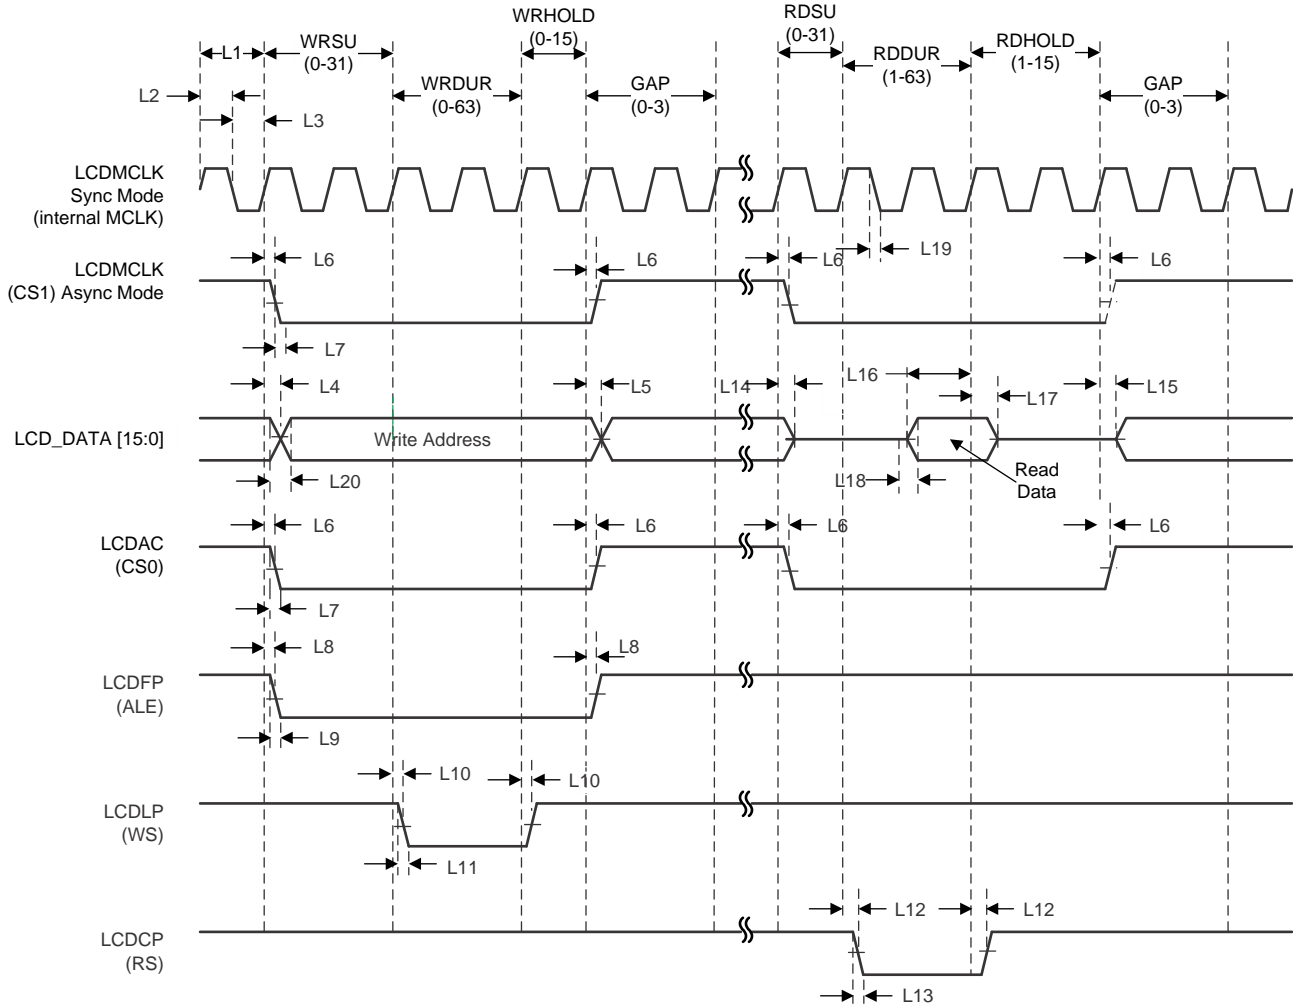 WRHOLD
(0-15)
RDSU
(0-31)
L1
WRSU
(0-31)
RDDUR
(1-63)
RDHOLD
(1-15)
L2
WRDUR
(0-63)
GAP
(0-3)
GAP
(0-3)
L3
LCDMCLK
Sync Mode
(internal MCLK)
L19
LCDMCLK
(CS1) Async Mode
L6
L6
L6
L6
L7
L4
L5
L14
L16
L17
L15
LCD_DATA [15:0]
Write Address
Read
Data
L20
L18
LCDAC
(CS0)
L6
L6
L6
L6
L7
L8
L8
LCDFP
(ALE)
L9
L10
L10
LCDLP
(WS)
L11
L12
L12
LCDCP
(RS)
L13